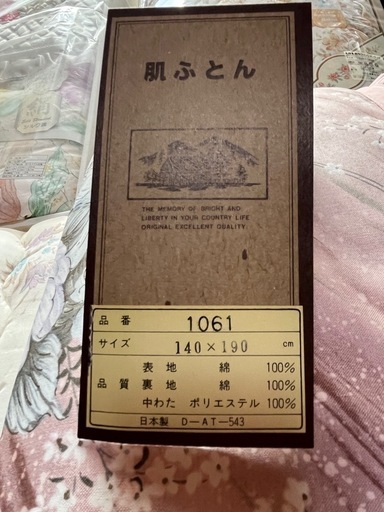 肌ふとん
THE MEMORY OF BRIGHT AND
LIBERTY IN YOUR COUNTRY LIFE
ORIGINAL EXCELLENT QUALITY.
品番 1061
サイズ 140×190 cm
表地 綿 100%
品質 裏地 綿 100%
中わた ポリエステル 100%
日本製 D-AT-543